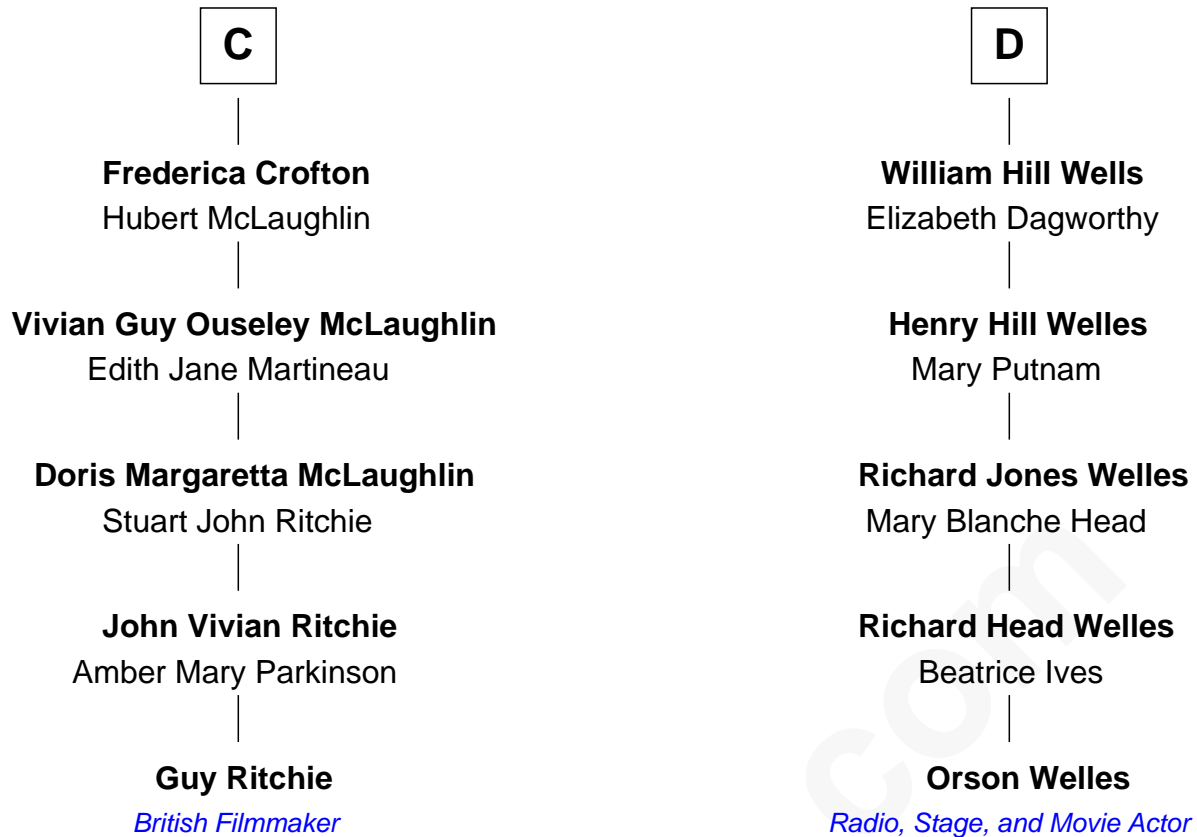 C
Frederica Crofton
Hubert McLaughlin
Vivian Guy Ouseley McLaughlin
Edith Jane Martineau
Doris Margaretta McLaughlin
Stuart John Ritchie
John Vivian Ritchie
Amber Mary Parkinson
Guy Ritchie
British Filmmaker
D
William Hill Wells
Elizabeth Dagworthy
Henry Hill Welles
Mary Putnam
Richard Jones Welles
Mary Blanche Head
Richard Head Welles
Beatrice Ives
Orson Welles
Radio, Stage, and Movie Actor
com